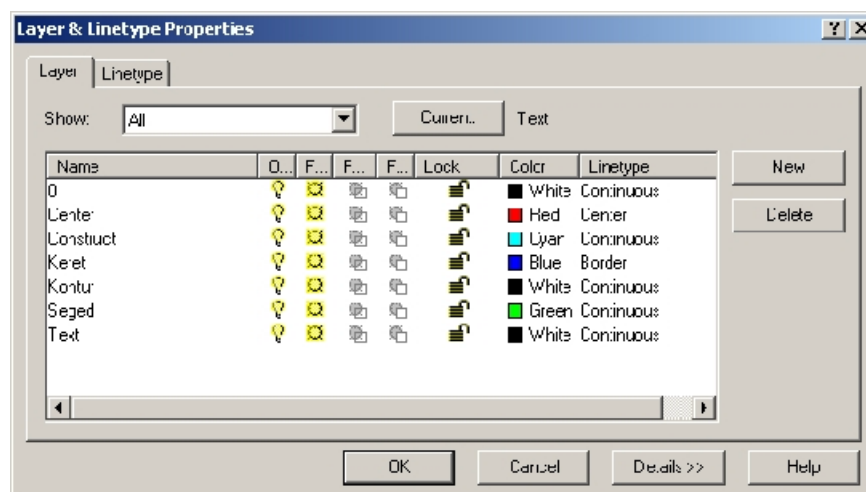 Layer & Linetype Properties
Layer Linetype
Show: All Current.. Text
Name O... F... F... F... Lock Color Linetype New
0 White Continuous
Center Red Center Delete
Construct Cyan Continuous
Keret Blue Border
Kontur White Continuous
Seged Green Continuous
Text White Continuous
OK Cancel Details >> Help